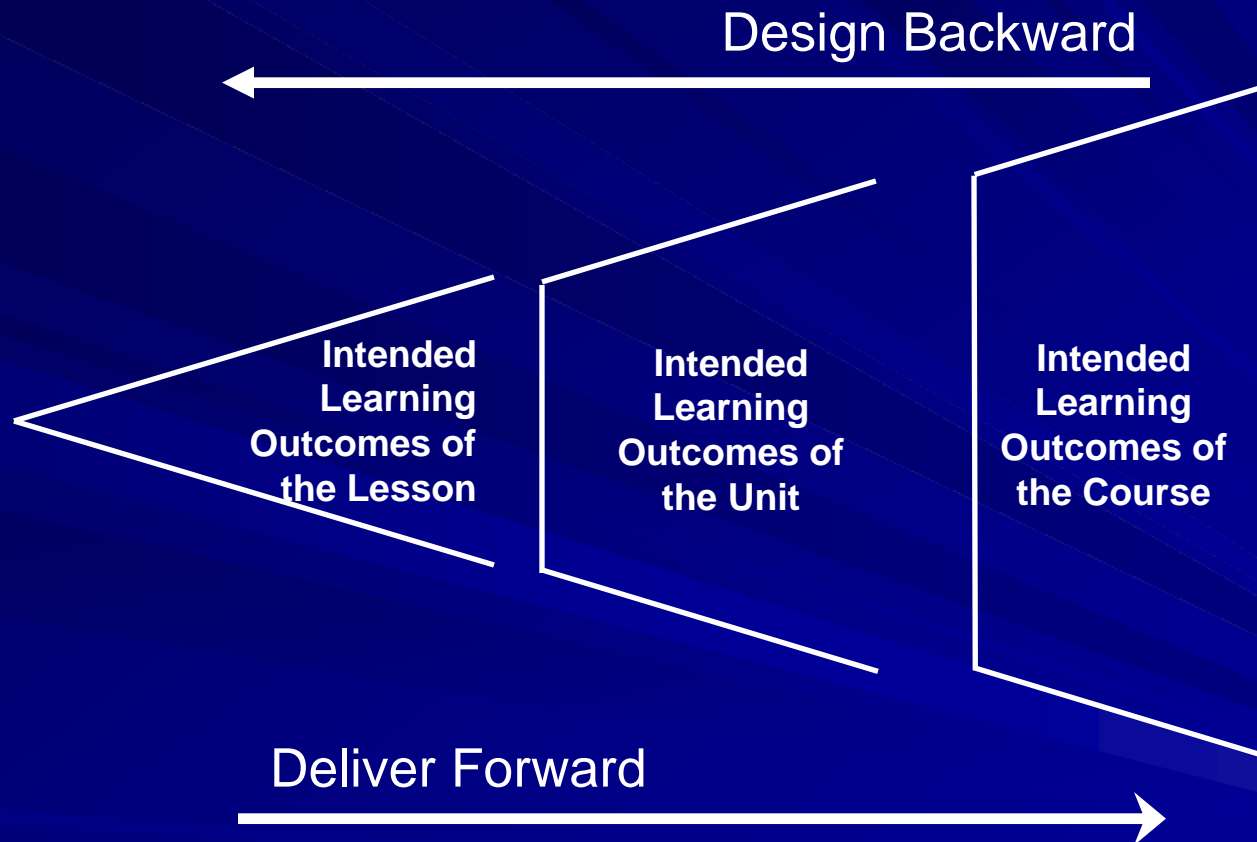 Design Backward
Intended
Learning
Outcomes of
the Lesson
Intended
Learning
Outcomes of
the Unit
Intended
Learning
Outcomes of
the Course
Deliver Forward